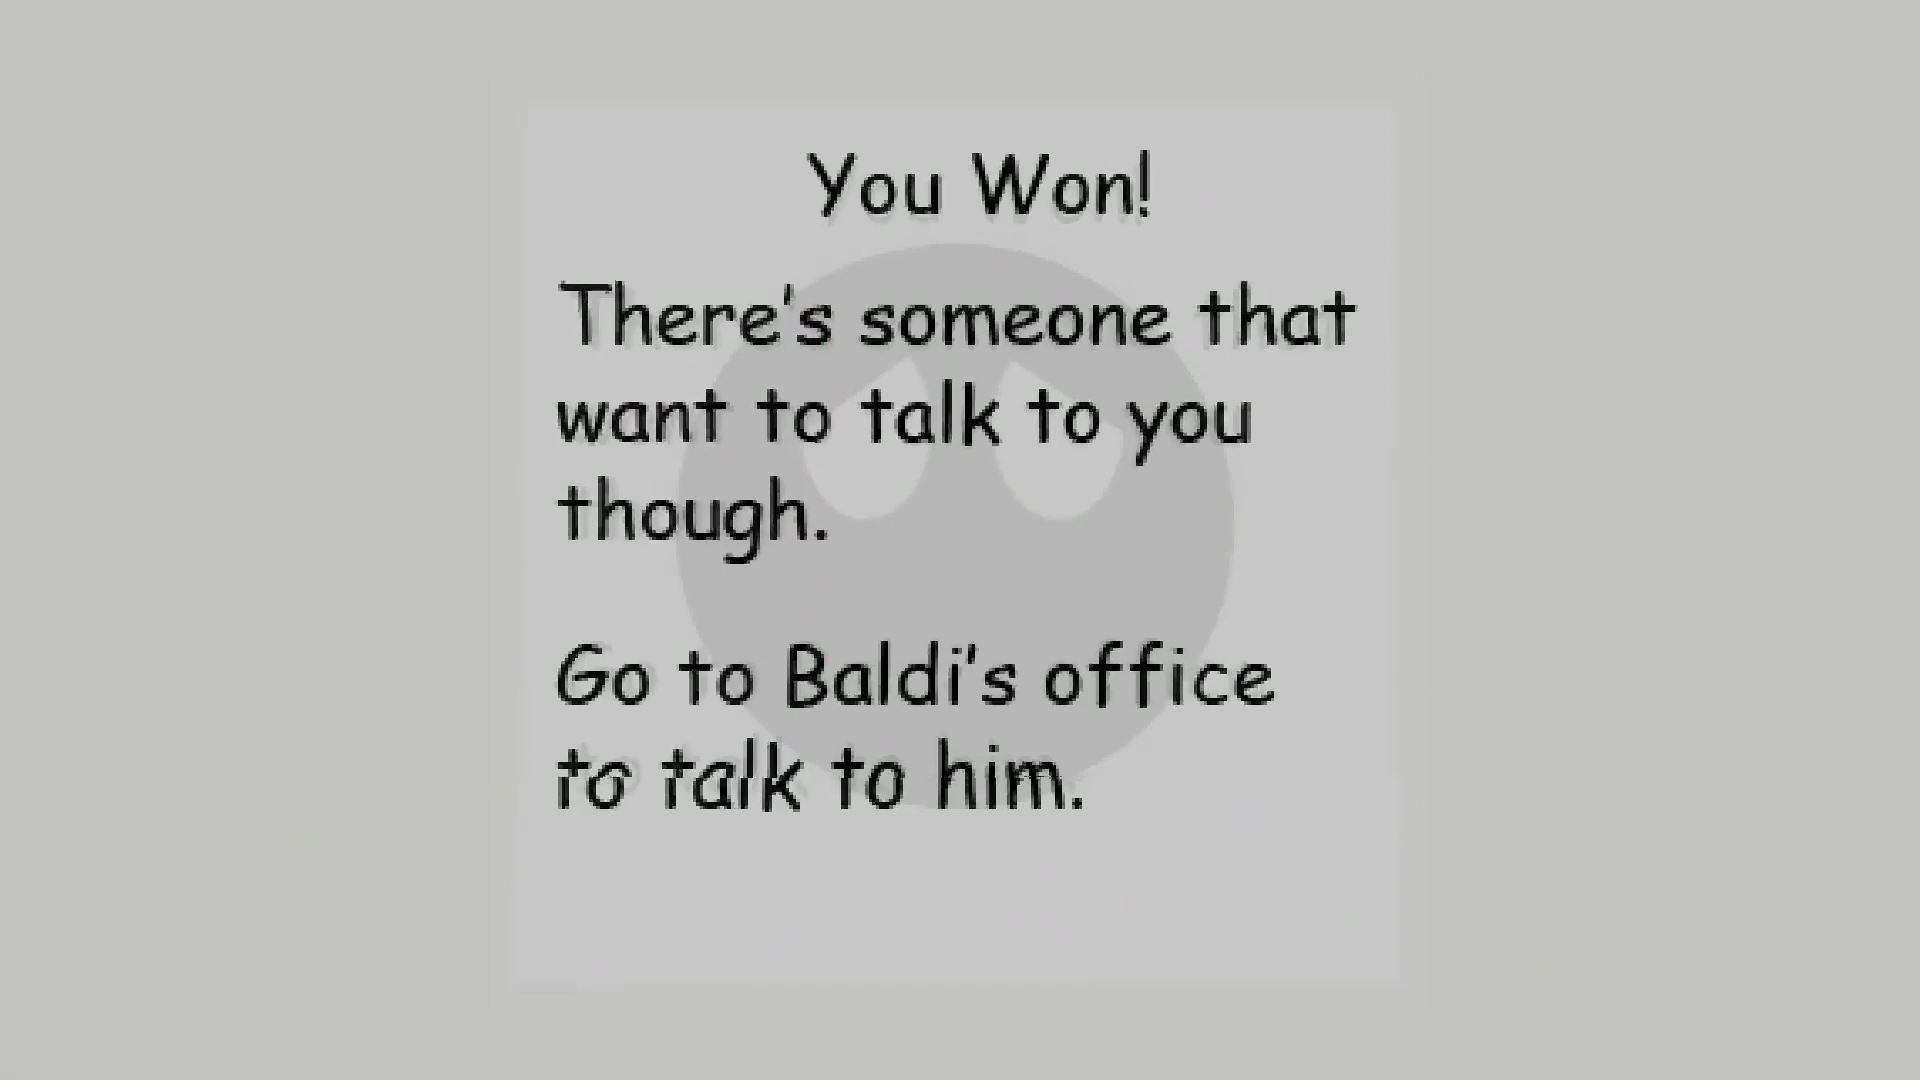 You Won!
There's someone that
want to talk to you
though.
Go to Baldi's office
to talk to him.